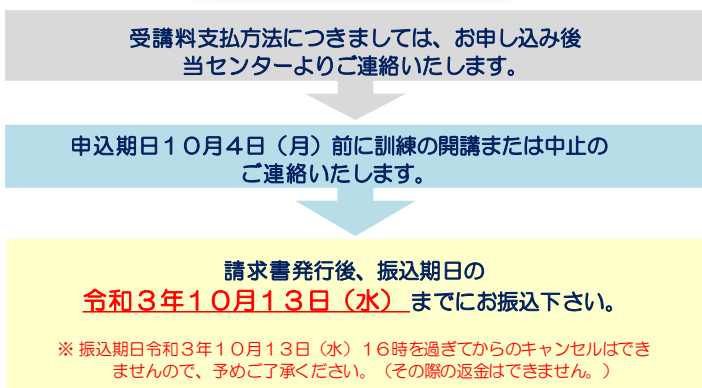 受講料支払方法につきましては、お申し込み後
当センターよりご連絡いたします。
申込期日１０月４日（月）前に訓練の開講または中止の
ご連絡いたします。
請求書発行後、振込期日の
令和３年１０月１３日（水）までにお振込下さい。
※ 振込期日令和３年１０月１３日（水）１６時を過ぎてからのキャンセルはでき
ませんので、予めご了承ください。（その際の返金はできません。）